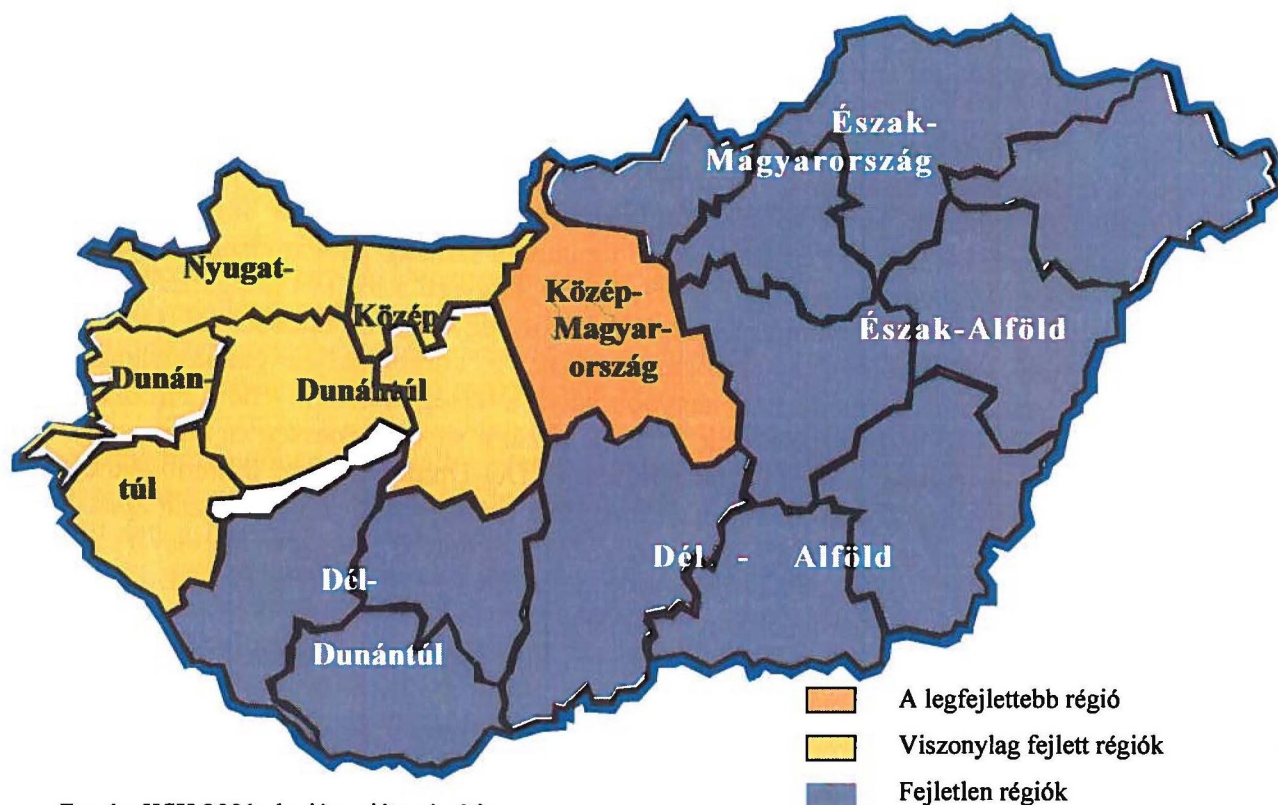 Észak-
Magyarország
Nyugat-
Közép-
Magyar-
ország
Közép -
Észak-Alföld
Dunán-
Dunántúl
túl
Dél - Alföld
Dél-
Dunántúl
A legfejlettebb régió
Viszonylag fejlett régiók
Fejletlen régiók